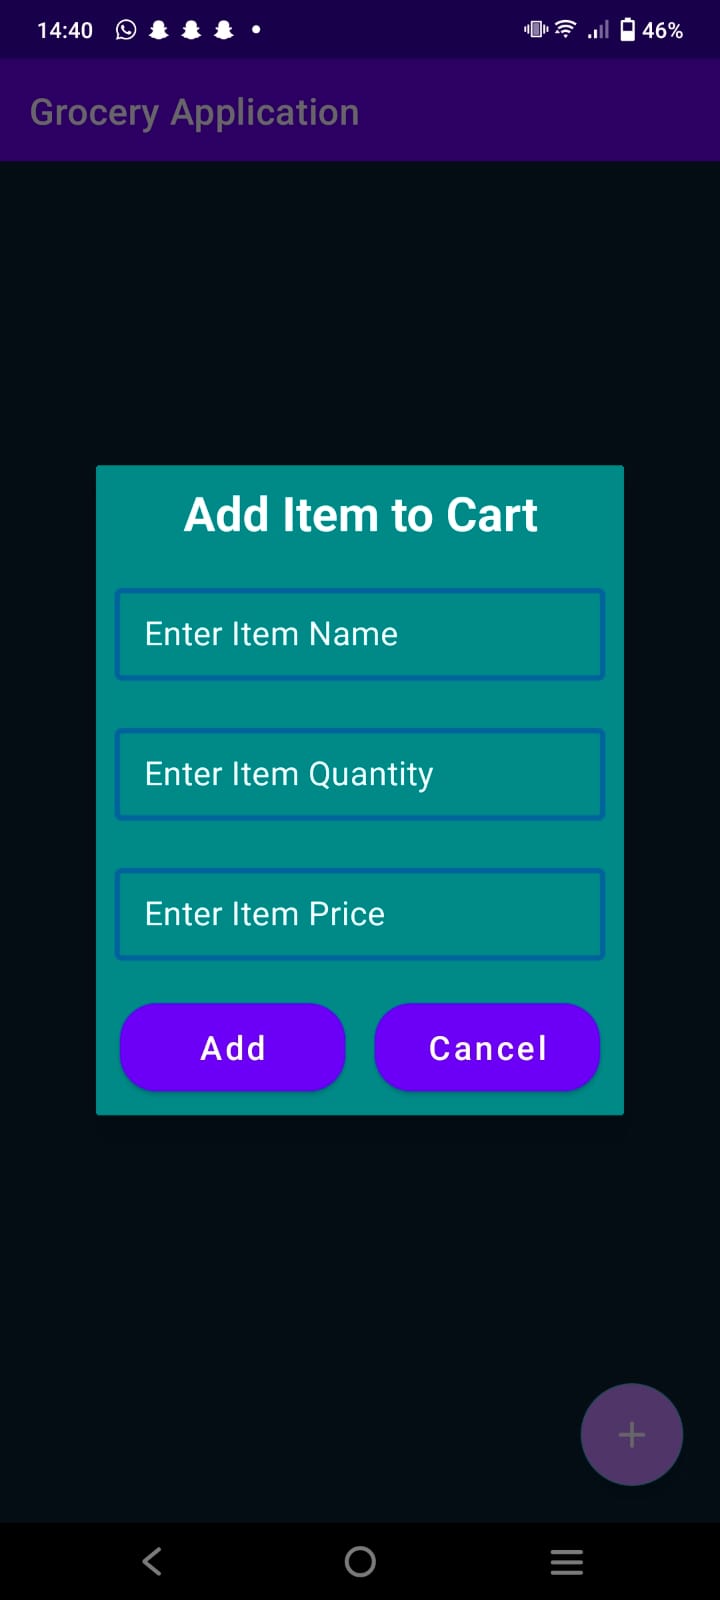 14:40 46%
Grocery Application
Add Item to Cart
Enter Item Name
Enter Item Quantity
Enter Item Price
Add Cancel
+